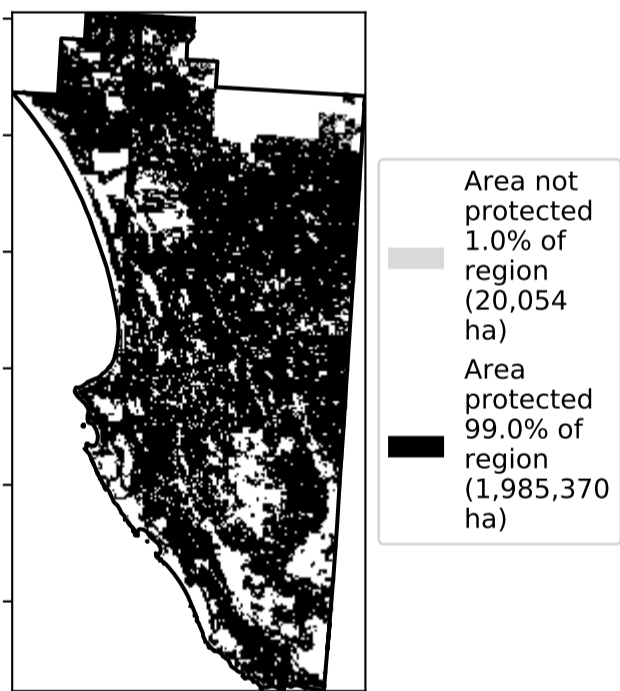 Area not
protected
1.0% of
region
(20,054
ha)
Area
protected
99.0% of
region
(1,985,370
ha)